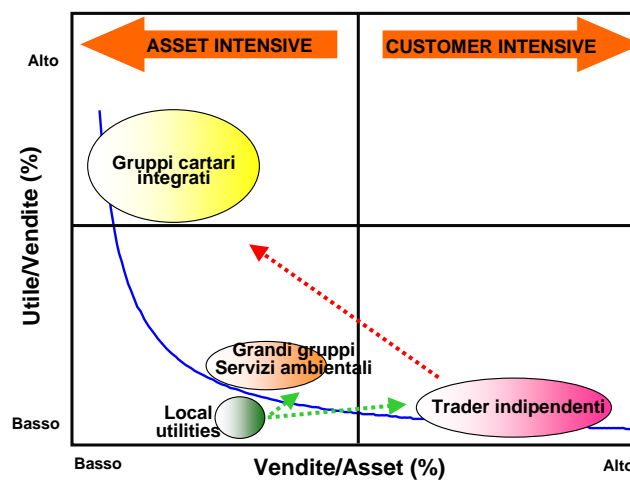 ASSET INTENSIVE
CUSTOMER INTENSIVE
Alto
Gruppi cartari
integrati
Utile/Vendite (%)
Grandi gruppi
Servizi ambientali
Local
utilities
Trader indipendenti
Basso
Basso
Vendite/Asset (%)
Alto